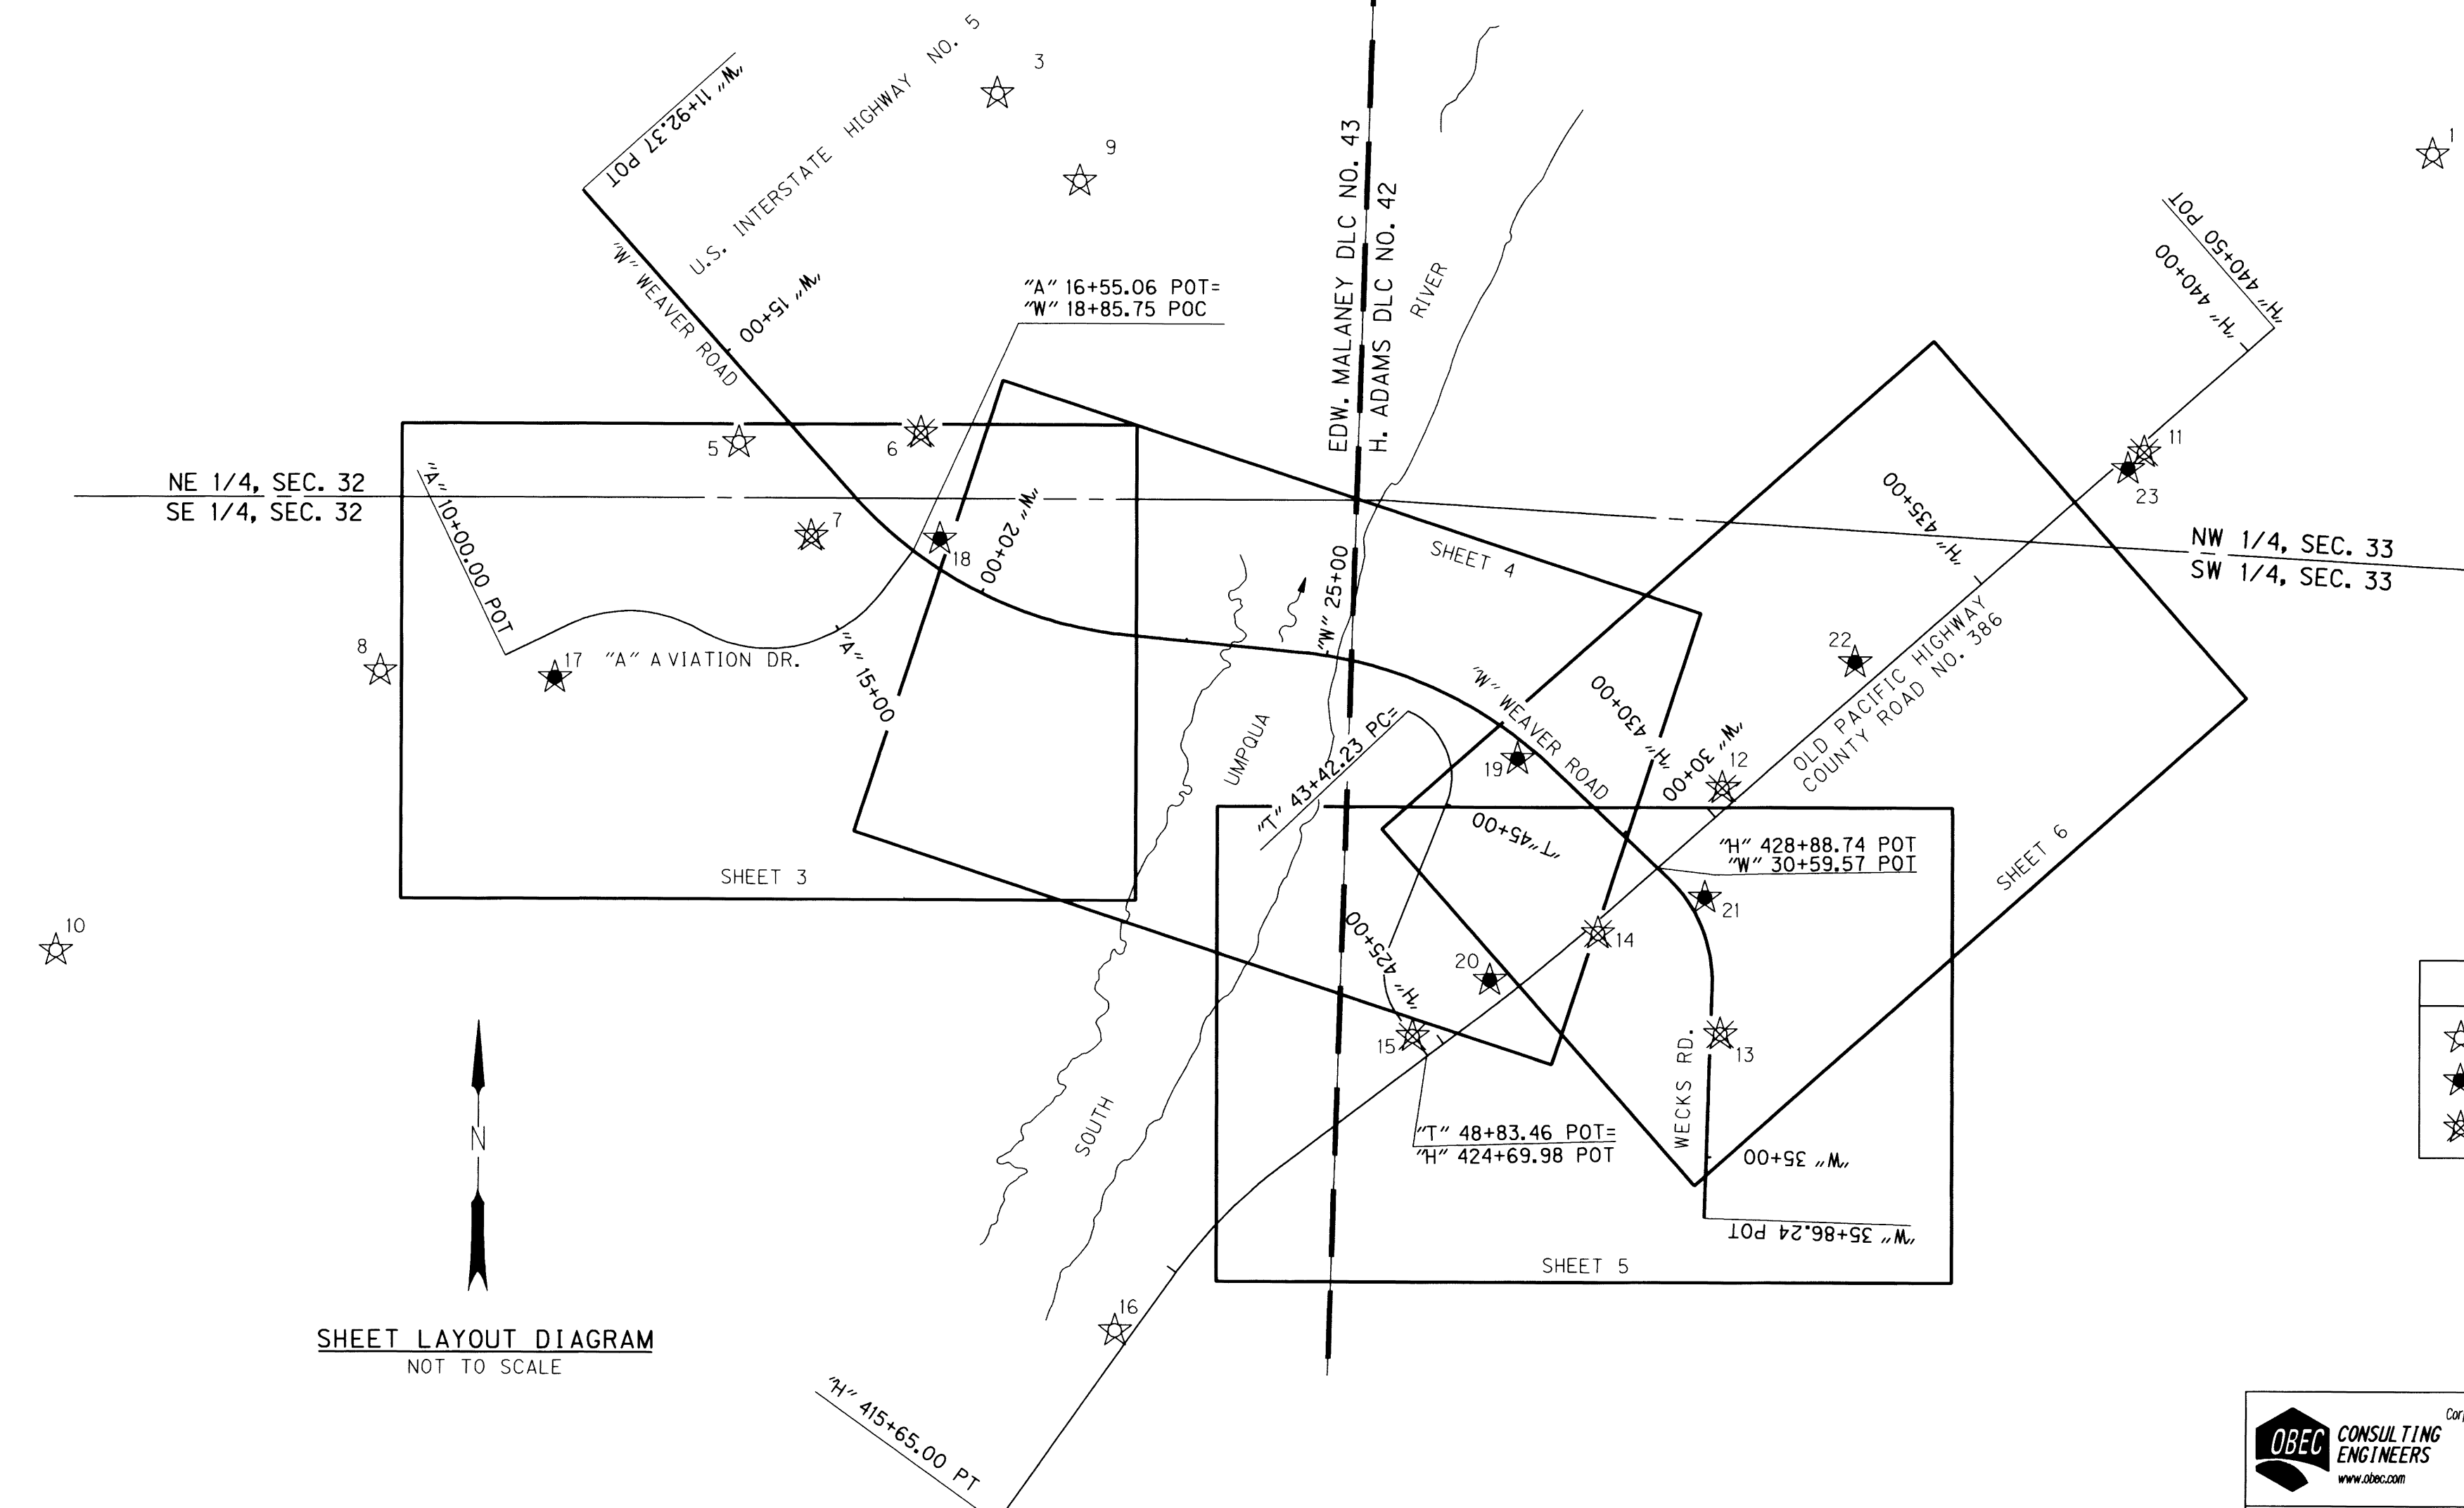 U.S. INTERSTATE HIGHWAY NO. 5
3
9
1
"W" 11+92.37 POT
"W" WEAVER ROAD
"W" 15+00
"A" 16+55.06 POT=
"W" 18+85.75 POC
EDW. MALANEY DLC NO. 43
H. ADAMS DLC NO. 42
RIVER
"H" 440+50 POT
"H" 440+00
5
6
11
23
NE 1/4, SEC. 32
SE 1/4, SEC. 32
"A" 10+00.00 POT
7
18
"W" 20+00
"W" 25+00
SHEET 4
"H" 435+00
NW 1/4, SEC. 33
SW 1/4, SEC. 33
8
17
"A" AVIATION DR.
"A" 15+00
UMPQUA
"T" 43+42.23 PC=
"W" WEAVER ROAD
19
"H" 430+00
"W" 30+00
12
22
OLD PACIFIC HIGHWAY
COUNTY ROAD NO. 386
"T" 45+00
"H" 428+88.74 POT
"W" 30+59.57 POT
SHEET 6
SHEET 3
10
"H" 425+00
20
14
21
15
13
WECKS RD.
SOUTH
"T" 48+83.46 POT=
"H" 424+69.98 POT
"W" 35+00
"W" 35+86.24 POT
SHEET 5
N
16
SHEET LAYOUT DIAGRAM
NOT TO SCALE
"H" 415+65.00 PT
OBEC
CONSULTING
ENGINEERS
www.obec.com